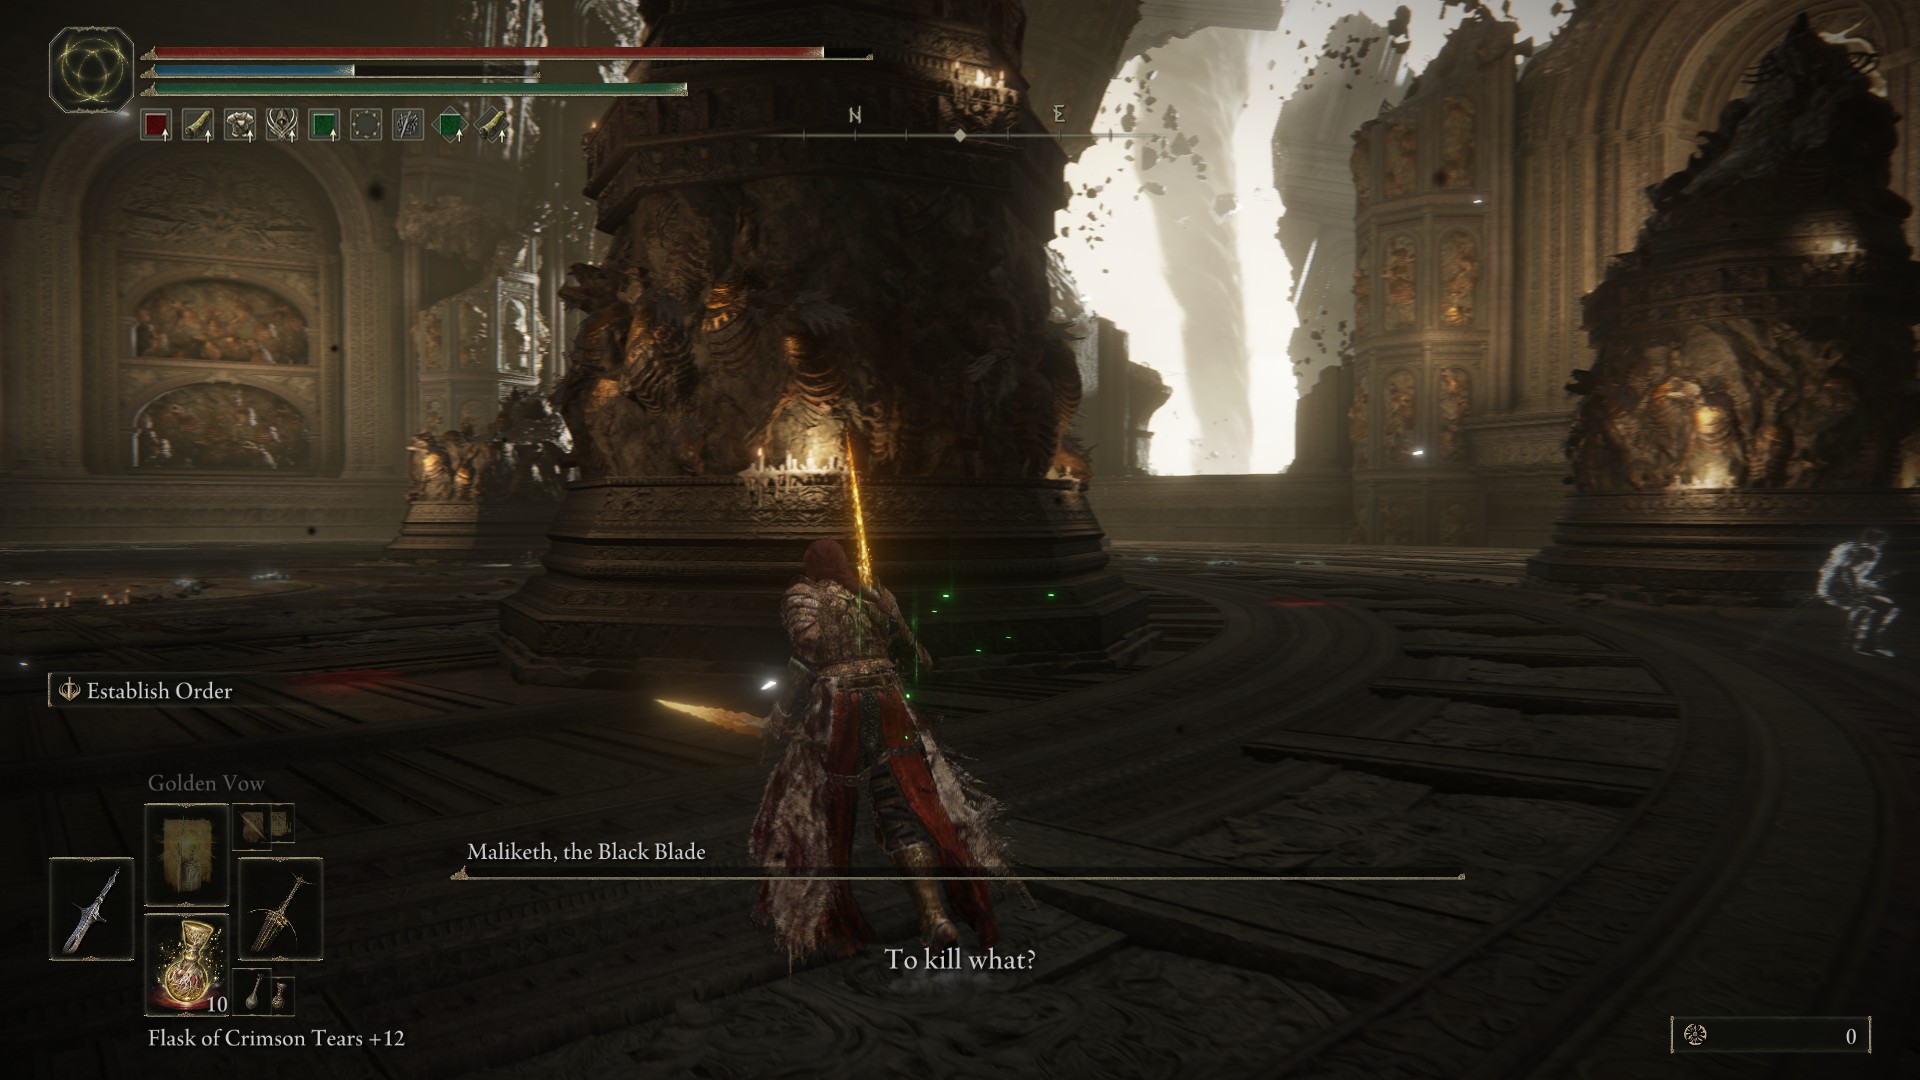 N
E
Establish Order
Golden Vow
Maliketh, the Black Blade
To kill what?
10
Flask of Crimson Tears +12
0